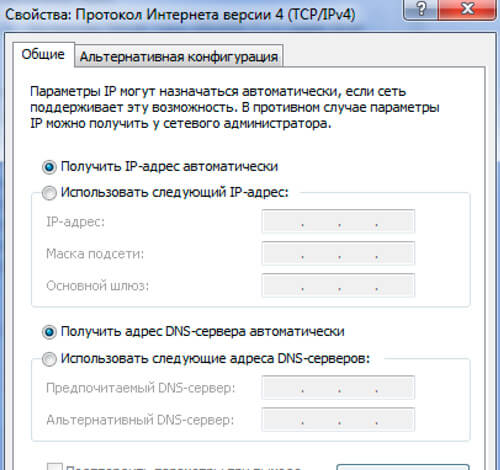 Свойства: Протокол Интернета версии 4 (TCP/IPv4)
Общие
Альтернативная конфигурация
Параметры IP могут назначаться автоматически, если сеть
поддерживает эту возможность. В противном случае параметры
IP можно получить у сетевого администратора.
Получить IP-адрес автоматически
Использовать следующий IP-адрес:
IP-адрес:
Маска подсети:
Основной шлюз:
Получить адрес DNS-сервера автоматически
Использовать следующие адреса DNS-серверов:
Предпочитаемый DNS-сервер:
Альтернативный DNS-сервер: